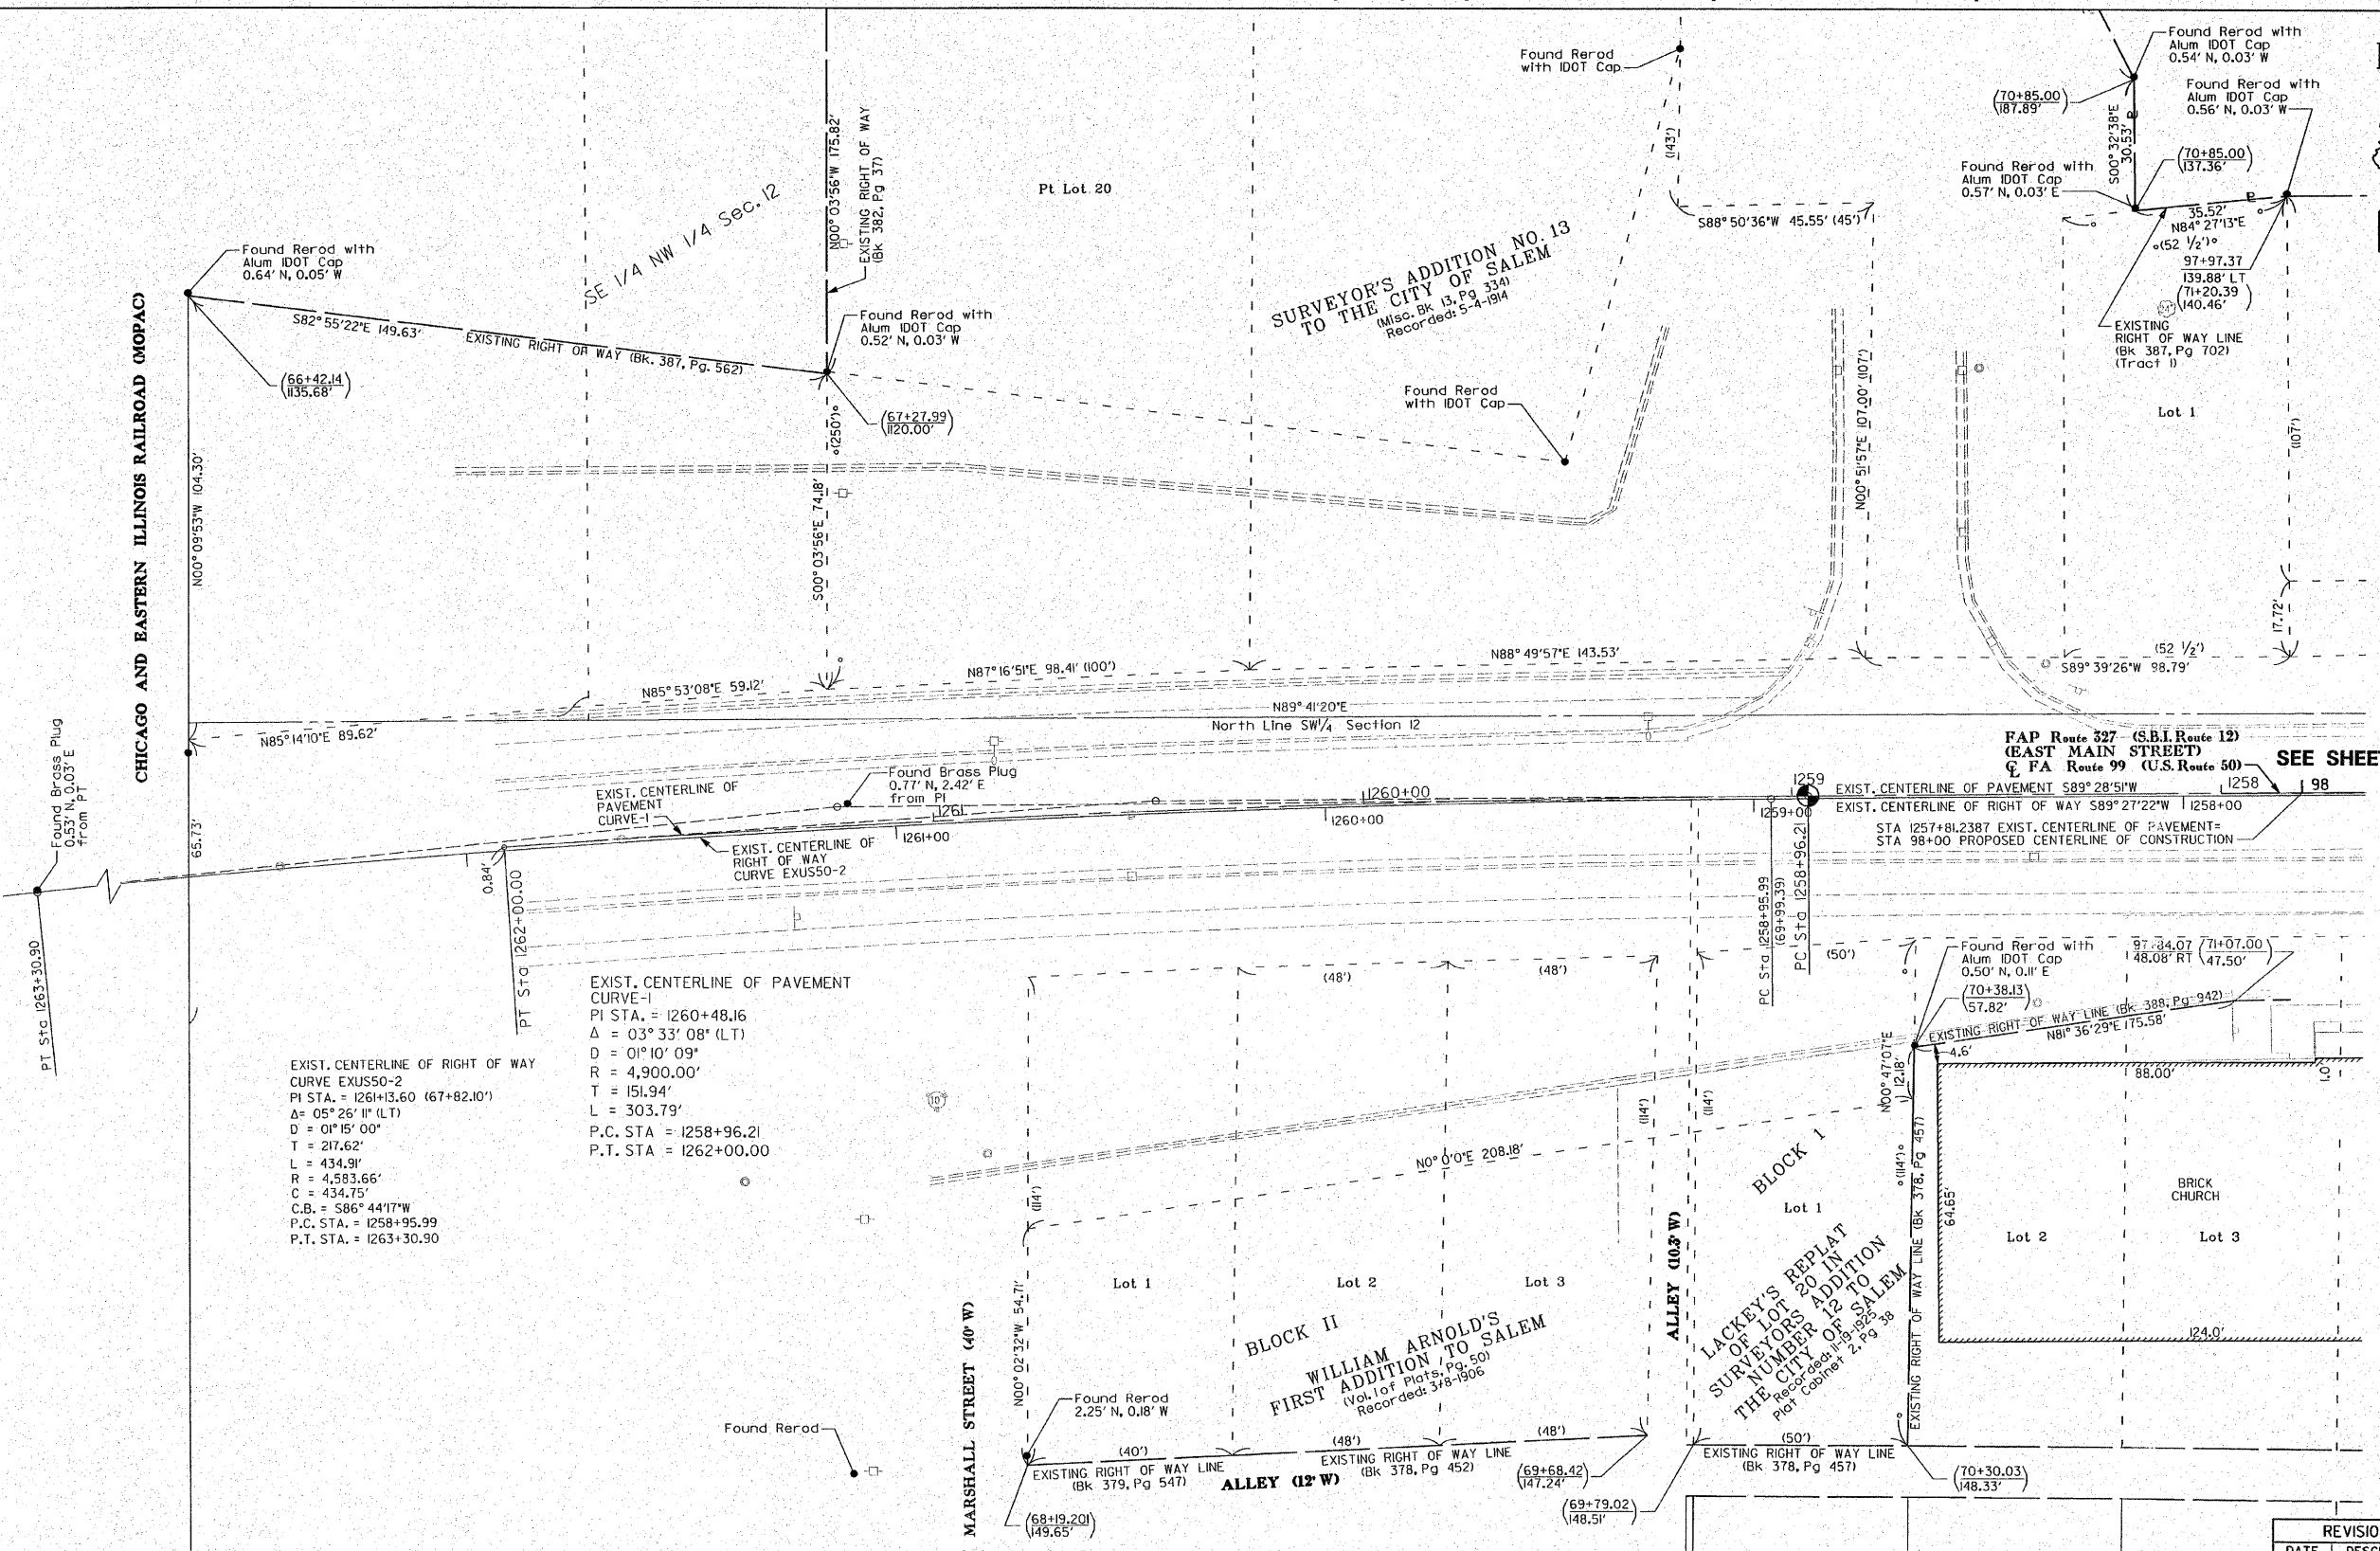 Found Rerod
with IDOT Cap
Found Rerod with
Alum IDOT Cap
0.54' N, 0.03' W
Found Rerod with
Alum IDOT Cap
0.56' N, 0.03' W
(70+85.00)
187.89'
S00°32'38"E
30.53'
(70+85.00)
137.36'
Found Rerod with
Alum IDOT Cap
0.57' N, 0.03' E
35.52'
N84°27'13"E
(52 1/2')
97+97.37
139.88' LT
(71+20.39)
140.46'
EXISTING
RIGHT OF WAY LINE
(Bk 387, Pg 702)
(Tract 1)
Lot 1
(107')
17.72'
(52 1/2')
S89°39'26"W 98.79'
(143')
S88°50'36"W 45.55' (45')
N00°51'57"E 107.00' (107')
N00°03'56"W 175.82'
EXISTING RIGHT OF WAY
(Bk 382, Pg 37)
Pt Lot 20
SE 1/4 NW 1/4 Sec. 12
SURVEYOR'S ADDITION NO. 13
TO THE CITY OF SALEM
(Misc. Bk 13, Pg 334)
Recorded: 5-4-1914
Found Rerod with
Alum IDOT Cap
0.64' N, 0.05' W
S82°55'22"E 149.63'
EXISTING RIGHT OF WAY (Bk. 387, Pg. 562)
(66+42.14)
1135.68'
Found Rerod with
Alum IDOT Cap
0.52' N, 0.03' W
(67+27.99)
1120.00'
(250')
S00°03'56"E 74.18'
Found Rerod
with IDOT Cap
CHICAGO AND EASTERN ILLINOIS RAILROAD (MOPAC)
N00°09'53"W 104.30'
65.73'
Found Brass Plug
0.53' N, 0.03' E
from PT
PT Sta 1263+30.90
N85°14'10"E 89.62'
N85°53'08"E 59.12'
N87°16'51"E 98.41' (100')
N88°49'57"E 143.53'
N89°41'20"E
North Line SW1/4 Section 12
Found Brass Plug
0.77' N, 2.42' E
from PI
EXIST. CENTERLINE OF
PAVEMENT
CURVE-1
EXIST. CENTERLINE OF
RIGHT OF WAY
CURVE EXUS50-2
1261
1261+00
1260+00
1260+00
1259
1259+00
0.84'
PT Sta 1262+00.00
FAP Route 327 (S.B.I. Route 12)
(EAST MAIN STREET)
℄ FA Route 99 (U.S. Route 50)
SEE SHEET
EXIST. CENTERLINE OF PAVEMENT S89°28'51"W
1258
98
EXIST. CENTERLINE OF RIGHT OF WAY S89°27'22"W
1258+00
STA 1257+81.2387 EXIST. CENTERLINE OF PAVEMENT=
STA 98+00 PROPOSED CENTERLINE OF CONSTRUCTION
PC Sta 1258+95.99
(69+99.39)
PC Sta 1258+96.21
(50')
Found Rerod with
Alum IDOT Cap
0.50' N, 0.11' E
97+84.07
48.08' RT
(71+07.00)
47.50'
(70+38.13)
57.82'
EXISTING RIGHT OF WAY LINE (Bk 388, Pg 942)
N81°36'29"E 175.58'
4.6'
88.00'
1.0'
N00°47'07"E
12.18'
(114')
64.65'
EXISTING RIGHT OF WAY LINE (Bk 378, Pg 457)
BRICK
CHURCH
Lot 2
Lot 3
124.0'
EXIST. CENTERLINE OF PAVEMENT
CURVE-1
PI STA. = 1260+48.16
Δ = 03°33'08" (LT)
D = 01°10'09"
R = 4,900.00'
T = 151.94'
L = 303.79'
P.C. STA = 1258+96.21
P.T. STA = 1262+00.00
EXIST. CENTERLINE OF RIGHT OF WAY
CURVE EXUS50-2
PI STA. = 1261+13.60 (67+82.10')
Δ= 05°26'11" (LT)
D = 01°15'00"
T = 217.62'
L = 434.91'
R = 4,583.66'
C = 434.75'
C.B. = S86°44'17"W
P.C. STA. = 1258+95.99
P.T. STA. = 1263+30.90
(48')
(48')
(114')
(114')
(114')
N0°0'0"E 208.18'
N00°02'32"W 54.71'
Lot 1
Lot 2
Lot 3
BLOCK II
WILLIAM ARNOLD'S
FIRST ADDITION TO SALEM
(Vol. 1 of Plats, Pg. 50)
Recorded: 3-8-1906
BLOCK 1
Lot 1
LACKEY'S REPLAT
OF LOT 20 IN
SURVEYORS ADDITION
NUMBER 12 TO
THE CITY OF SALEM
Recorded: 11-19-1925
Plat Cabinet 2, Pg 38
ALLEY (10.3' W)
MARSHALL STREET (40' W)
Found Rerod
2.25' N, 0.18' W
Found Rerod
(40')
(48')
(48')
(50')
EXISTING RIGHT OF WAY LINE
(Bk 379, Pg 547)
ALLEY (12' W)
EXISTING RIGHT OF WAY LINE
(Bk 378, Pg 452)
EXISTING RIGHT OF WAY LINE
(Bk 378, Pg 457)
(68+19.201)
149.65'
(69+68.42)
147.24'
(69+79.02)
148.51'
(70+30.03)
148.33'